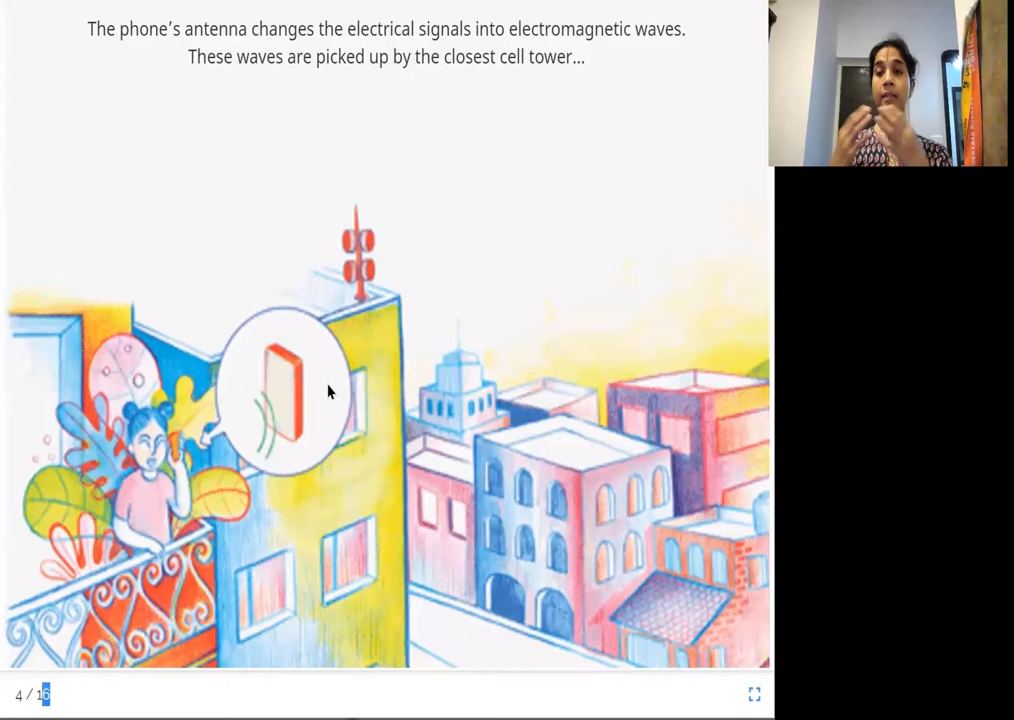 The phone's antenna changes the electrical signals into electromagnetic waves.
These waves are picked up by the closest cell tower...
4 / 16